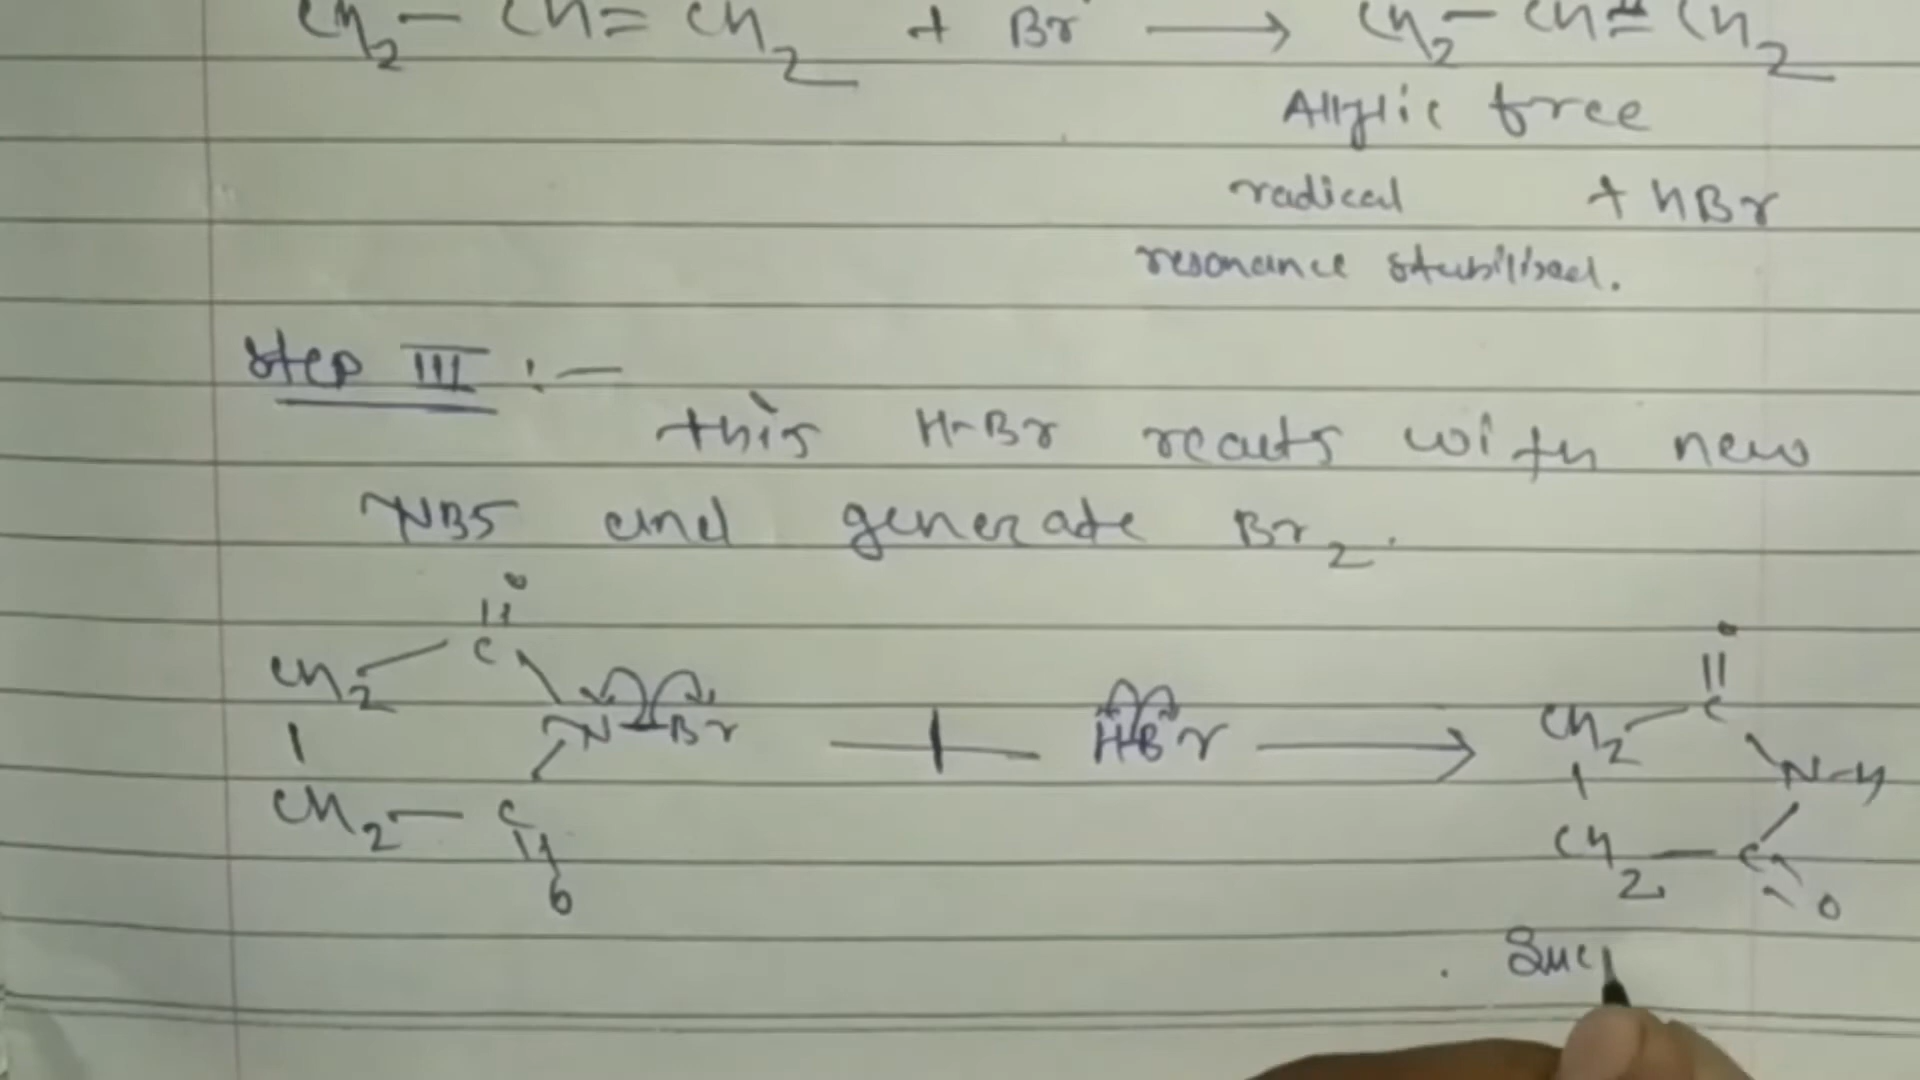 CH2 — CH = CH2 + Br → CH2 — CH = CH2
Allylic free
radical + HBr
resonance stabilised.
Step III :—
this H-Br reacts with new
NBS and generate Br2.
O
||
C
CH2
N—Br + HBr →
|
CH2 — C
||
O
O
||
C
CH2
N-H
|
CH2 — C
O
Suc